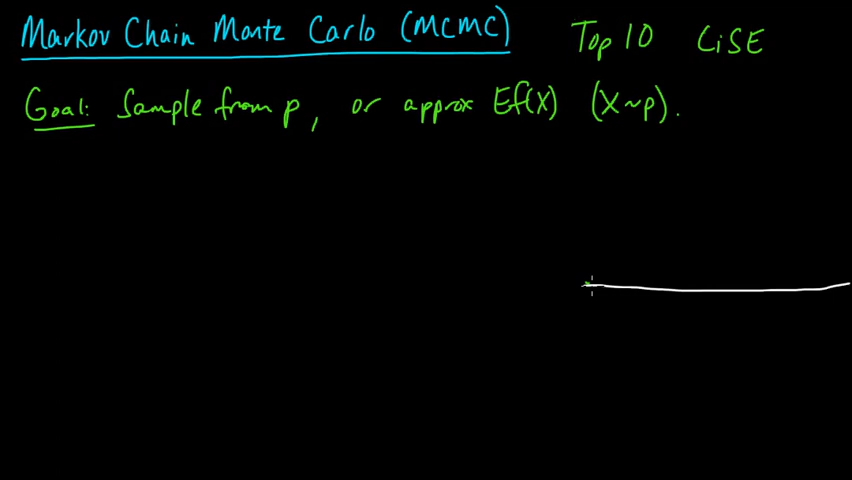 Markov Chain Monte Carlo (MCMC) Top 10 CiSE
Goal: Sample from p, or approx Ef(X) (X~p).